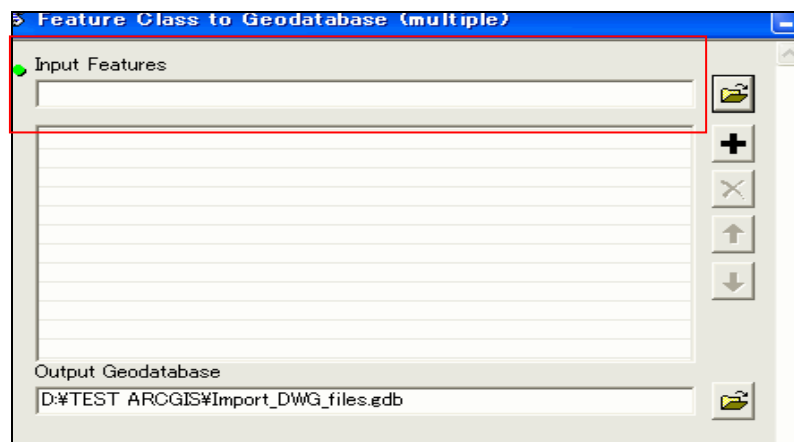 Feature Class to Geodatabase (multiple)
Input Features
Output Geodatabase
D:¥TEST ARCGIS¥Import_DWG_files.gdb